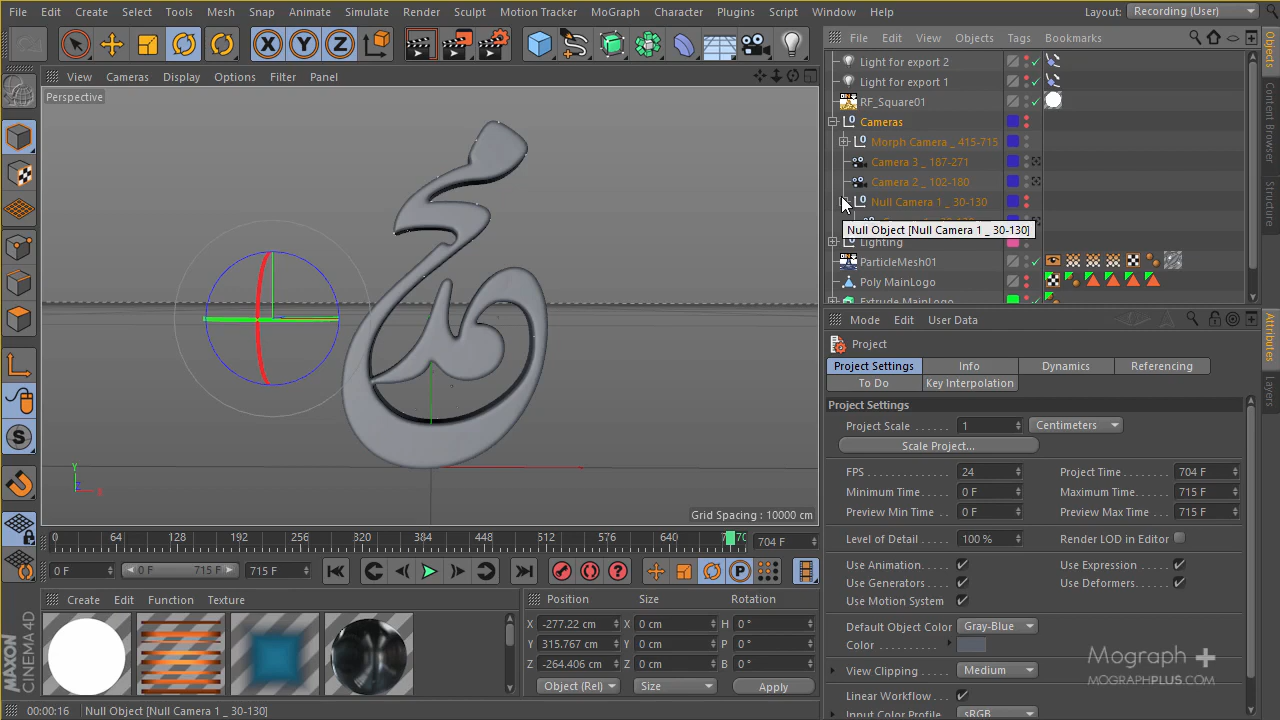 File Edit Create Select Tools Mesh Snap Animate Simulate Render Sculpt Motion Tracker MoGraph Character Plugins Script Window Help Layout: Recording (User)
View Cameras Display Options Filter Panel
Perspective
محمد
Y
X
Grid Spacing : 10000 cm
File Edit View Objects Tags Bookmarks
Light for export 2
Light for export 1
RF_Square01
Cameras
Morph Camera _ 415-715
Camera 3 _ 187-271
Camera 2 _ 102-180
Null Camera 1 _ 30-130
Null Object [Null Camera 1 _ 30-130]
Lighting
ParticleMesh01
Poly MainLogo
Extrude MainLogo
Objects
Content Browser
Structure
Mode Edit User Data
Attributes
Layers
Project
Project Settings Info Dynamics Referencing
To Do Key Interpolation
Project Settings
Project Scale 1 Centimeters
Scale Project...
FPS 24 Project Time 704 F
Minimum Time 0 F Maximum Time 715 F
Preview Min Time 0 F Preview Max Time 715 F
Level of Detail 100 % Render LOD in Editor
Use Animation Use Expression
Use Generators Use Deformers
Use Motion System
Default Object Color Gray-Blue
Color
View Clipping Medium
Linear Workflow
Input Color Profile sRGB
Mograph +
MOGRAPHPLUS.COM
0 64 128 192 256 320 384 448 512 576 640 704 F
0 F 0 F 715 F 715 F
Create Edit Function Texture
Position Size Rotation
X -277.22 cm X 0 cm H 0 °
Y 315.767 cm Y 0 cm P 0 °
Z -264.406 cm Z 0 cm B 0 °
Object (Rel) Size Apply
MAXON
CINEMA 4D
00:00:16 Null Object [Null Camera 1 _ 30-130]